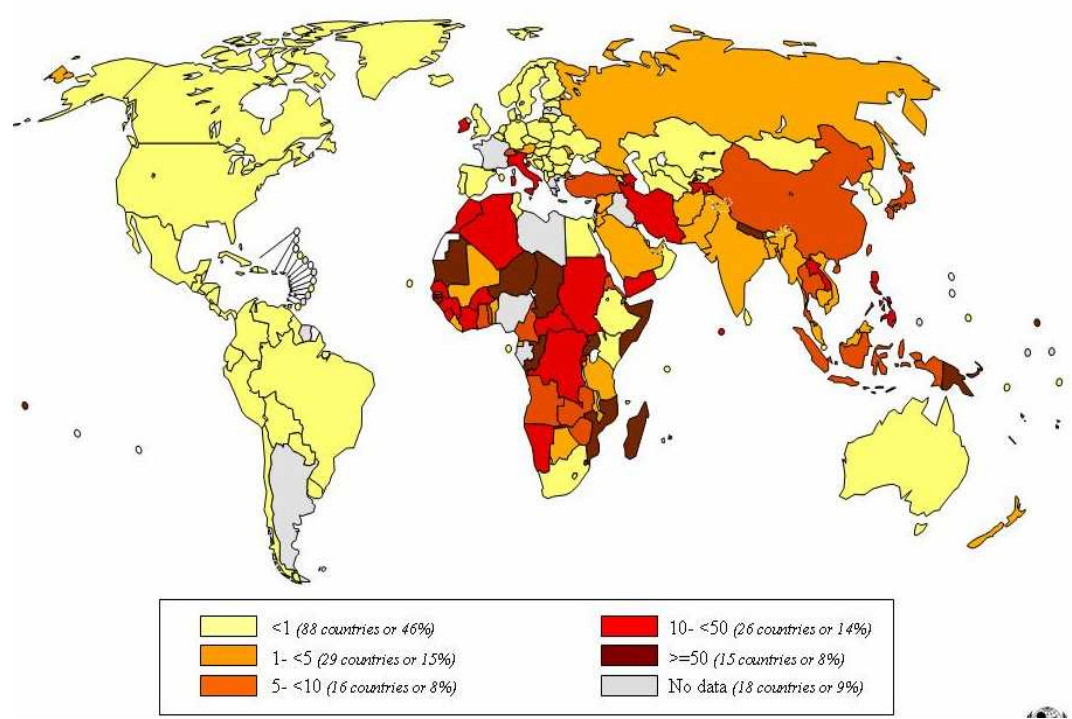 <1 (88 countries or 46%)
1- <5 (29 countries or 15%)
5- <10 (16 countries or 8%)
10- <50 (26 countries or 14%)
>=50 (15 countries or 8%)
No data (18 countries or 9%)